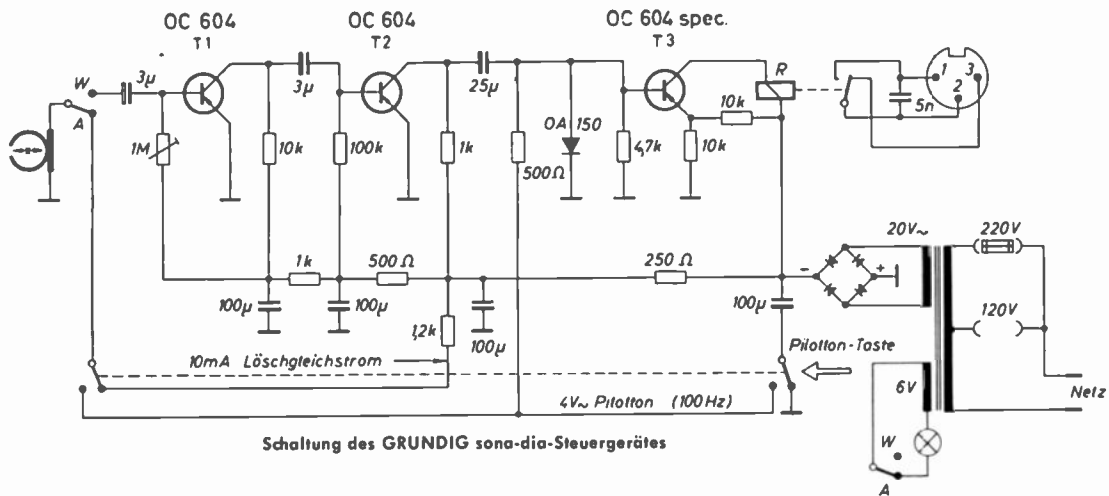 OC 604
T1
OC 604
T2
OC 604 spec.
T3
W
A
3µ
3µ
25µ
R
1
2
3
5n
1M
10k
100k
1k
500Ω
OA 150
4,7k
10k
10k
1k
500 Ω
250 Ω
100µ
100µ
100µ
100µ
1,2k
20V~
220V
120V
-
+
10mA Löschgleichstrom
Pilotton-Taste
4V~ Pilotton (100Hz)
6V
Netz
W
A
Schaltung des GRUNDIG sona-dia-Steuergerätes